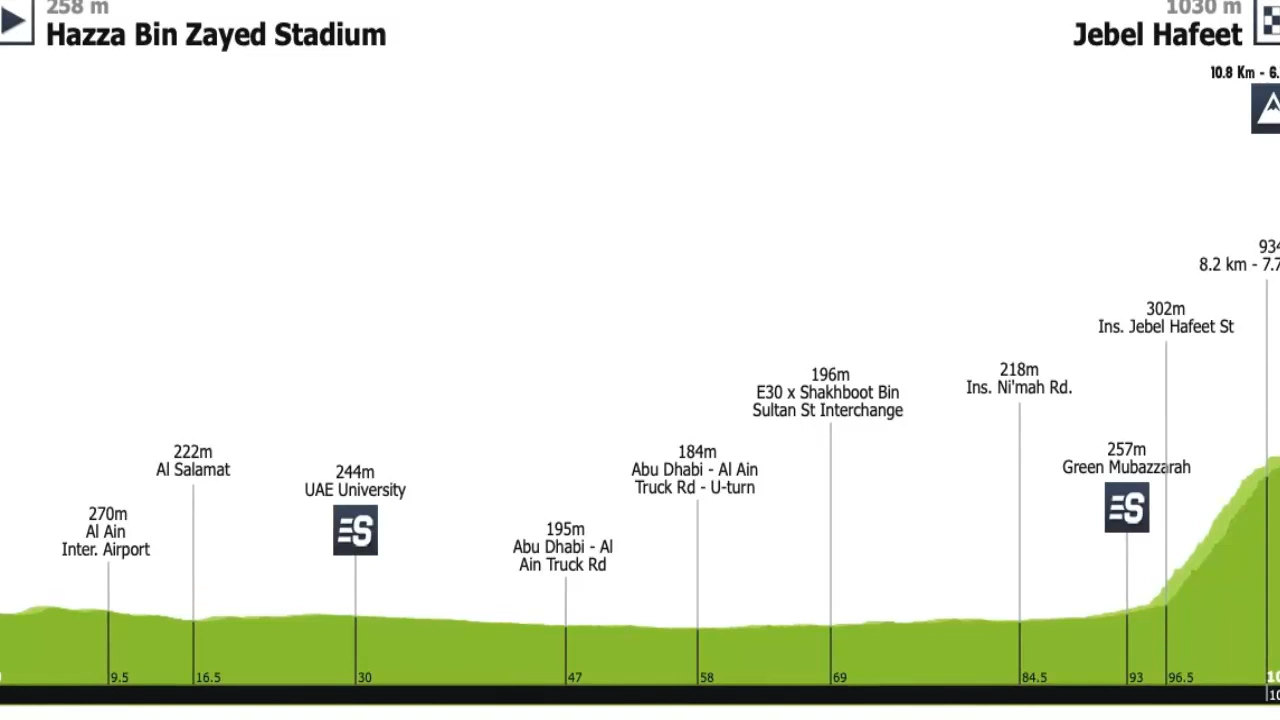 258 m
Hazza Bin Zayed Stadium
1030 m
Jebel Hafeet
10.8 Km - 6.
934
8.2 km - 7.7
302m
Ins. Jebel Hafeet St
218m
Ins. Ni'mah Rd.
196m
E30 x Shakhboot Bin
Sultan St Interchange
257m
Green Mubazzarah
S
222m
Al Salamat
244m
UAE University
S
184m
Abu Dhabi - Al Ain
Truck Rd - U-turn
270m
Al Ain
Inter. Airport
195m
Abu Dhabi - Al
Ain Truck Rd
9.5
16.5
30
47
58
69
84.5
93
96.5